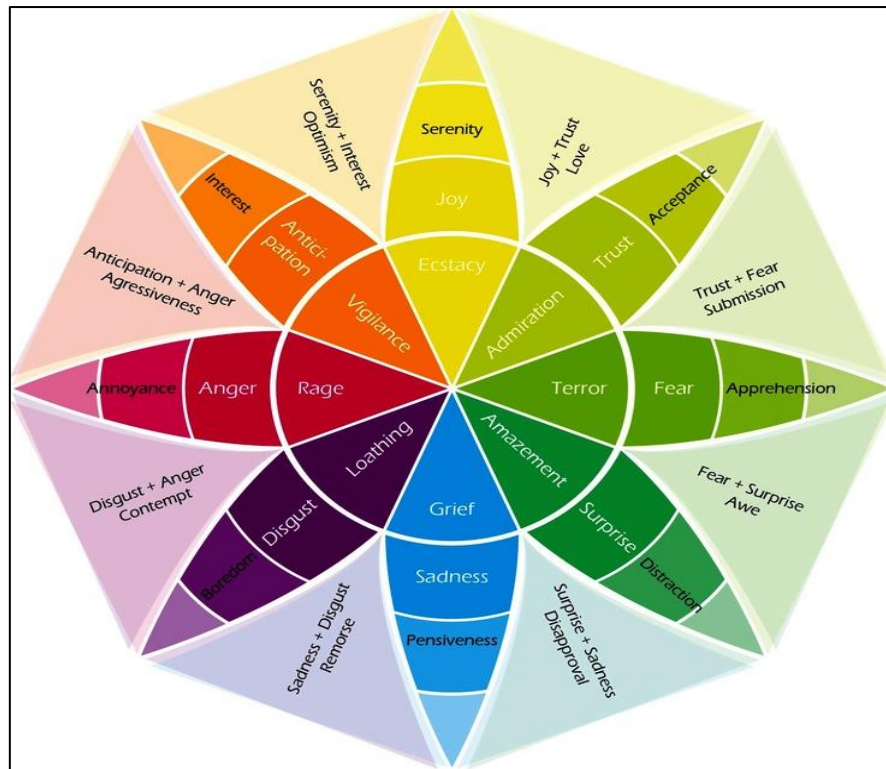 Serenity + Interest
Optimism
Serenity
Joy
Ecstacy
Joy + Trust
Love
Acceptance
Trust
Admiration
Trust + Fear
Submission
Interest
Antici-
pation
Vigilance
Anticipation + Anger
Agressiveness
Annoyance
Anger
Rage
Terror
Fear
Apprehension
Disgust + Anger
Contempt
Loathing
Disgust
Boredom
Amazement
Surprise
Distraction
Fear + Surprise
Awe
Grief
Sadness
Pensiveness
Sadness + Disgust
Remorse
Surprise + Sadness
Disapproval